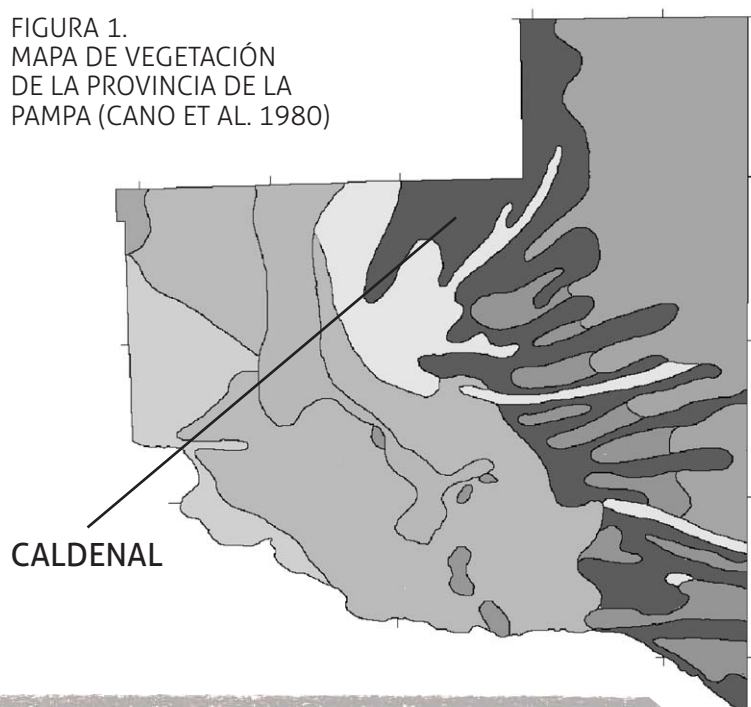 FIGURA 1.
MAPA DE VEGETACIÓN
DE LA PROVINCIA DE LA
PAMPA (CANO ET AL. 1980)
CALDENAL